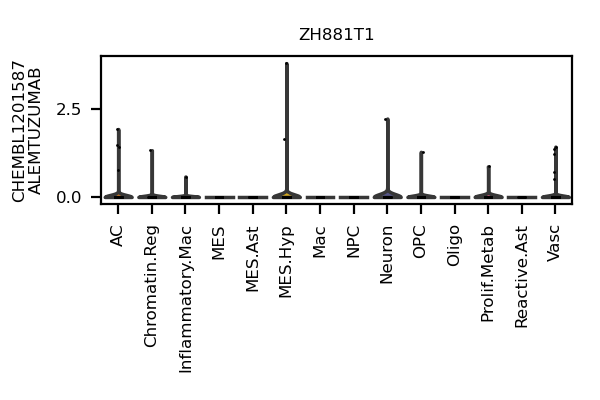 ZH881T1
CHEMBL1201587
ALEMTUZUMAB
2.5
0.0
AC
Chromatin.Reg
Inflammatory.Mac
MES
MES.Ast
MES.Hyp
Mac
NPC
Neuron
OPC
Oligo
Prolif.Metab
Reactive.Ast
Vasc